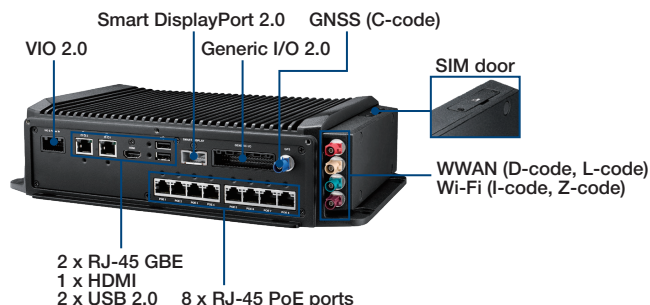 Smart DisplayPort 2.0
GNSS (C-code)
VIO 2.0
Generic I/O 2.0
SIM door
WWAN (D-code, L-code)
Wi-Fi (I-code, Z-code)
2 x RJ-45 GBE
1 x HDMI
2 x USB 2.0
8 x RJ-45 PoE ports